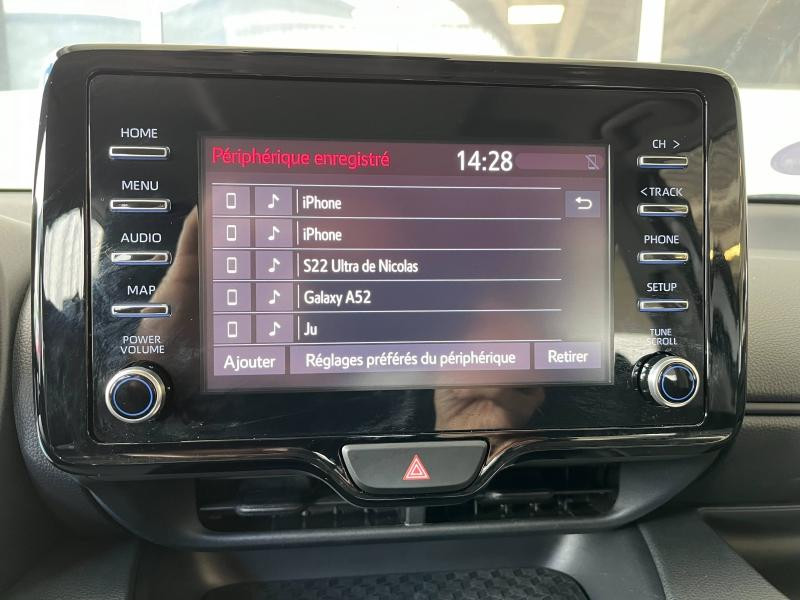 HOME
MENU
AUDIO
MAP
POWER
VOLUME
Périphérique enregistré
14:28
iPhone
iPhone
S22 Ultra de Nicolas
Galaxy A52
Ju
Ajouter
Réglages préférés du périphérique
Retirer
CH >
< TRACK
PHONE
SETUP
TUNE
SCROLL